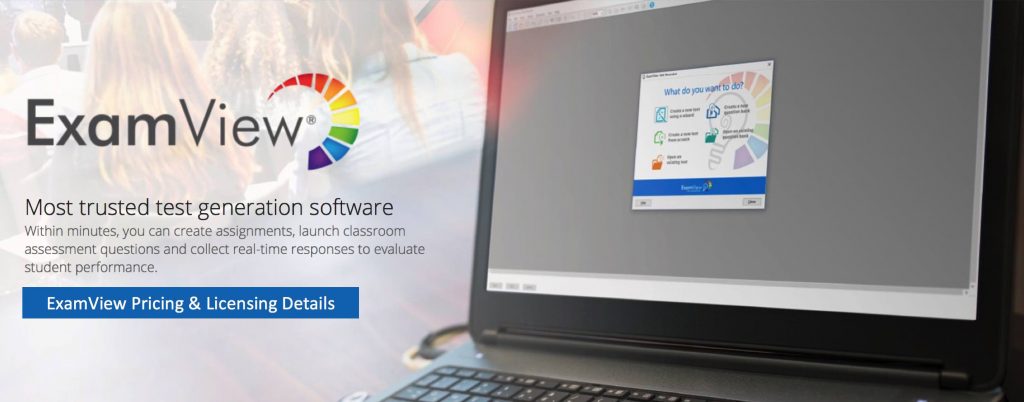 ExamView®
Most trusted test generation software
Within minutes, you can create assignments, launch classroom
assessment questions and collect real-time responses to evaluate
student performance.
ExamView Pricing & Licensing Details
What do you want to do?
Create a new test
using a wizard
Create a new
question bank
Create a new test
from scratch
Open an existing
question bank
Open an
existing test
ExamView